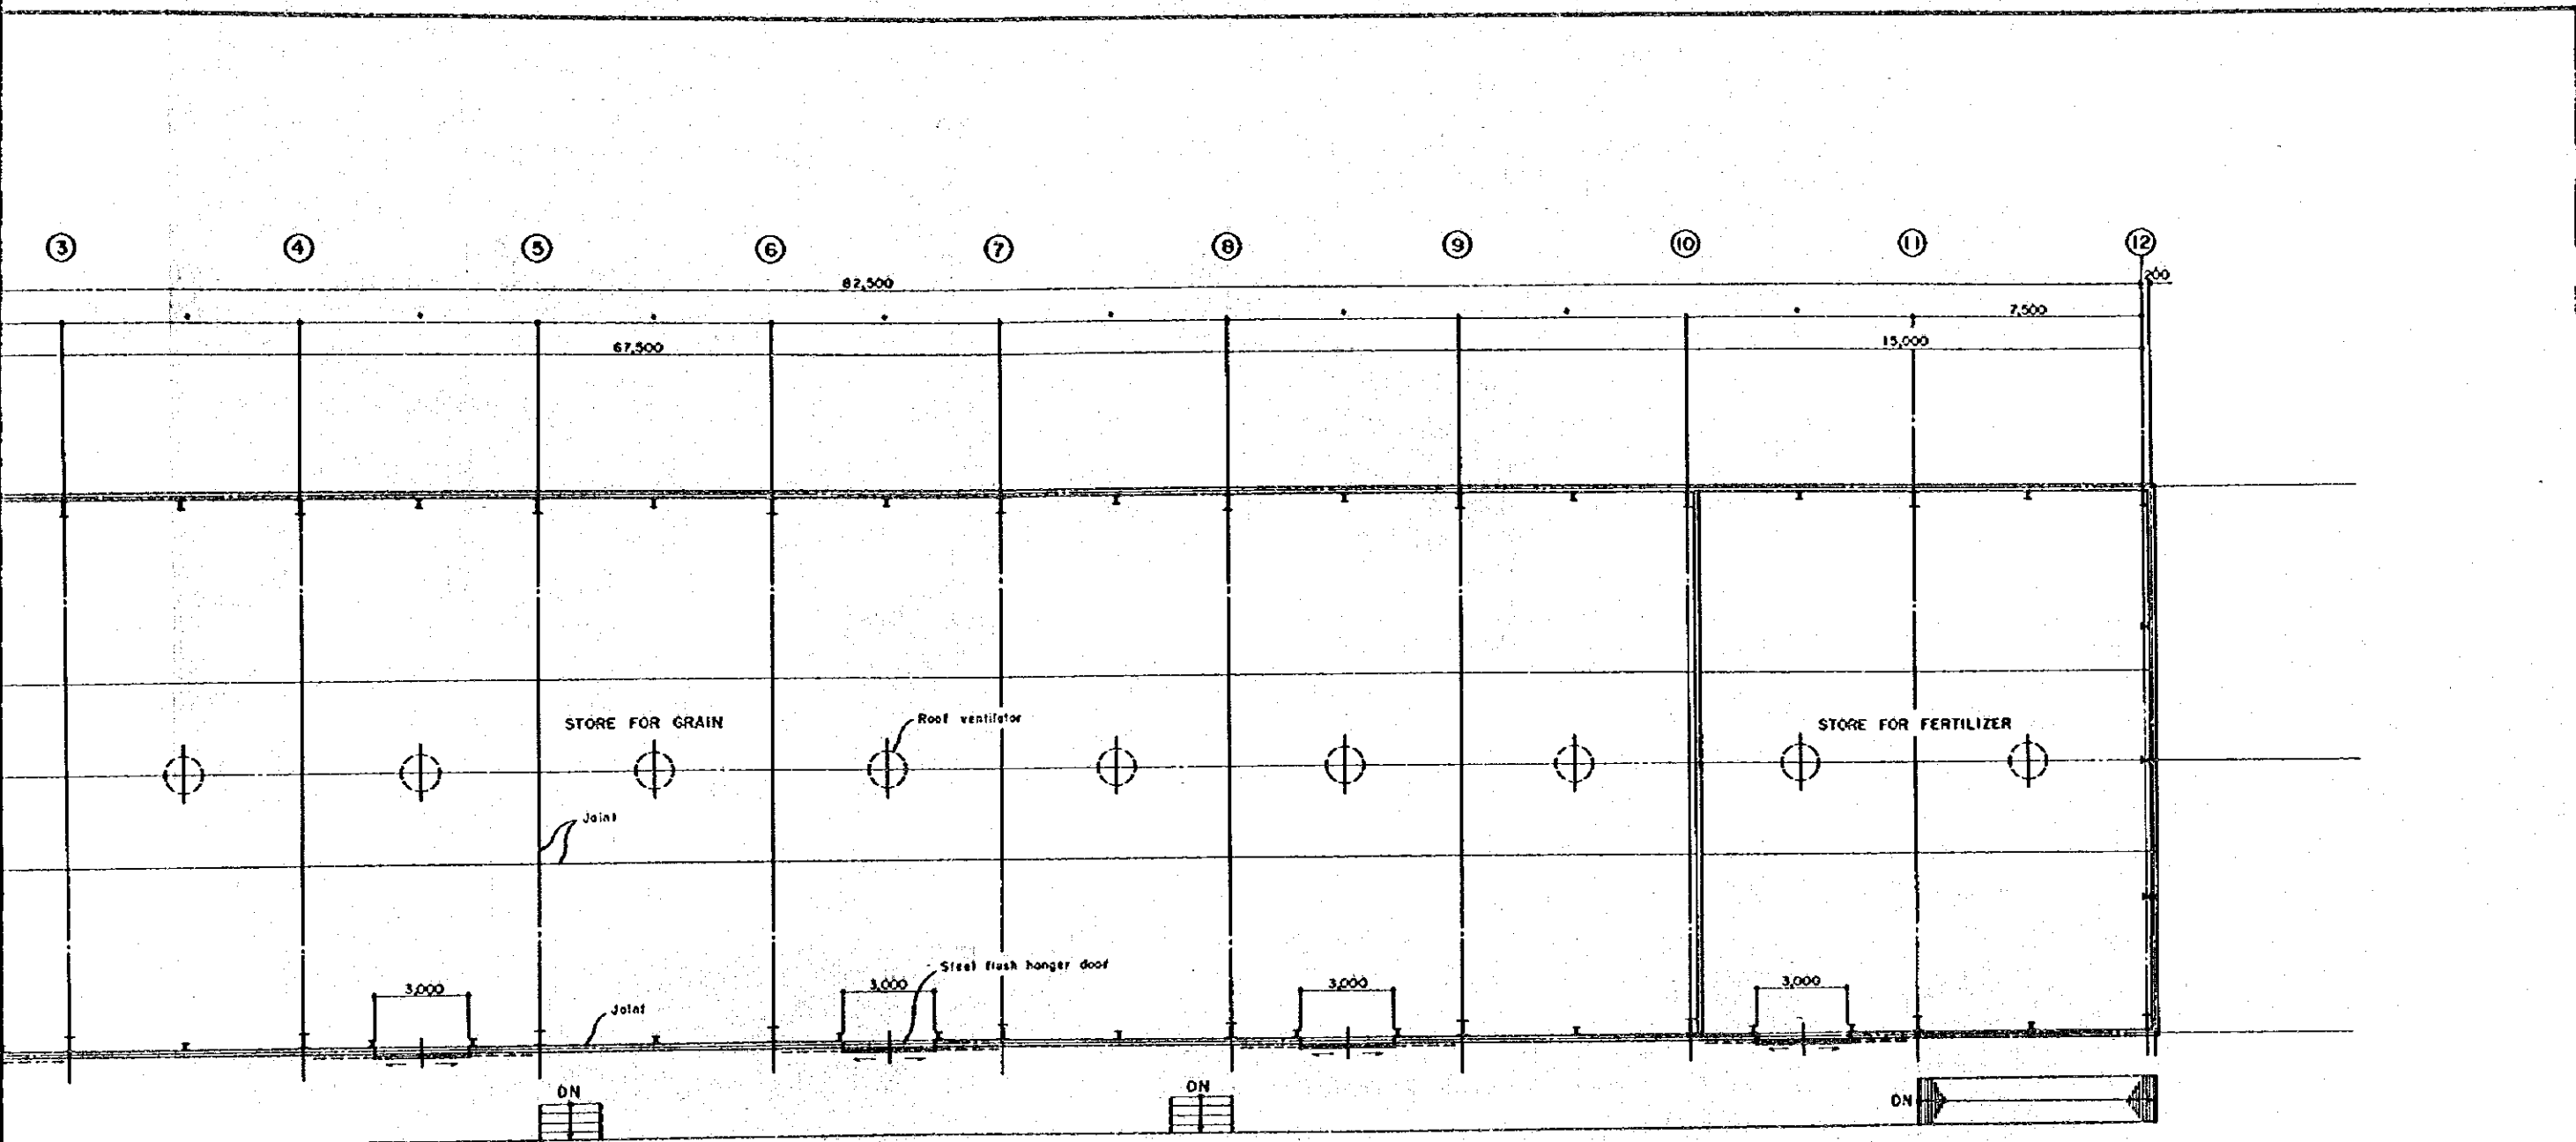 3 4 5 6 7 8 9 10 11 12
82,500
200
7,500
67,500
15,000
STORE FOR GRAIN
Roof ventilator
STORE FOR FERTILIZER
Joint
Steel flush hanger door
3,000
3,000
3,000
3,000
Joint
DN
DN
DN